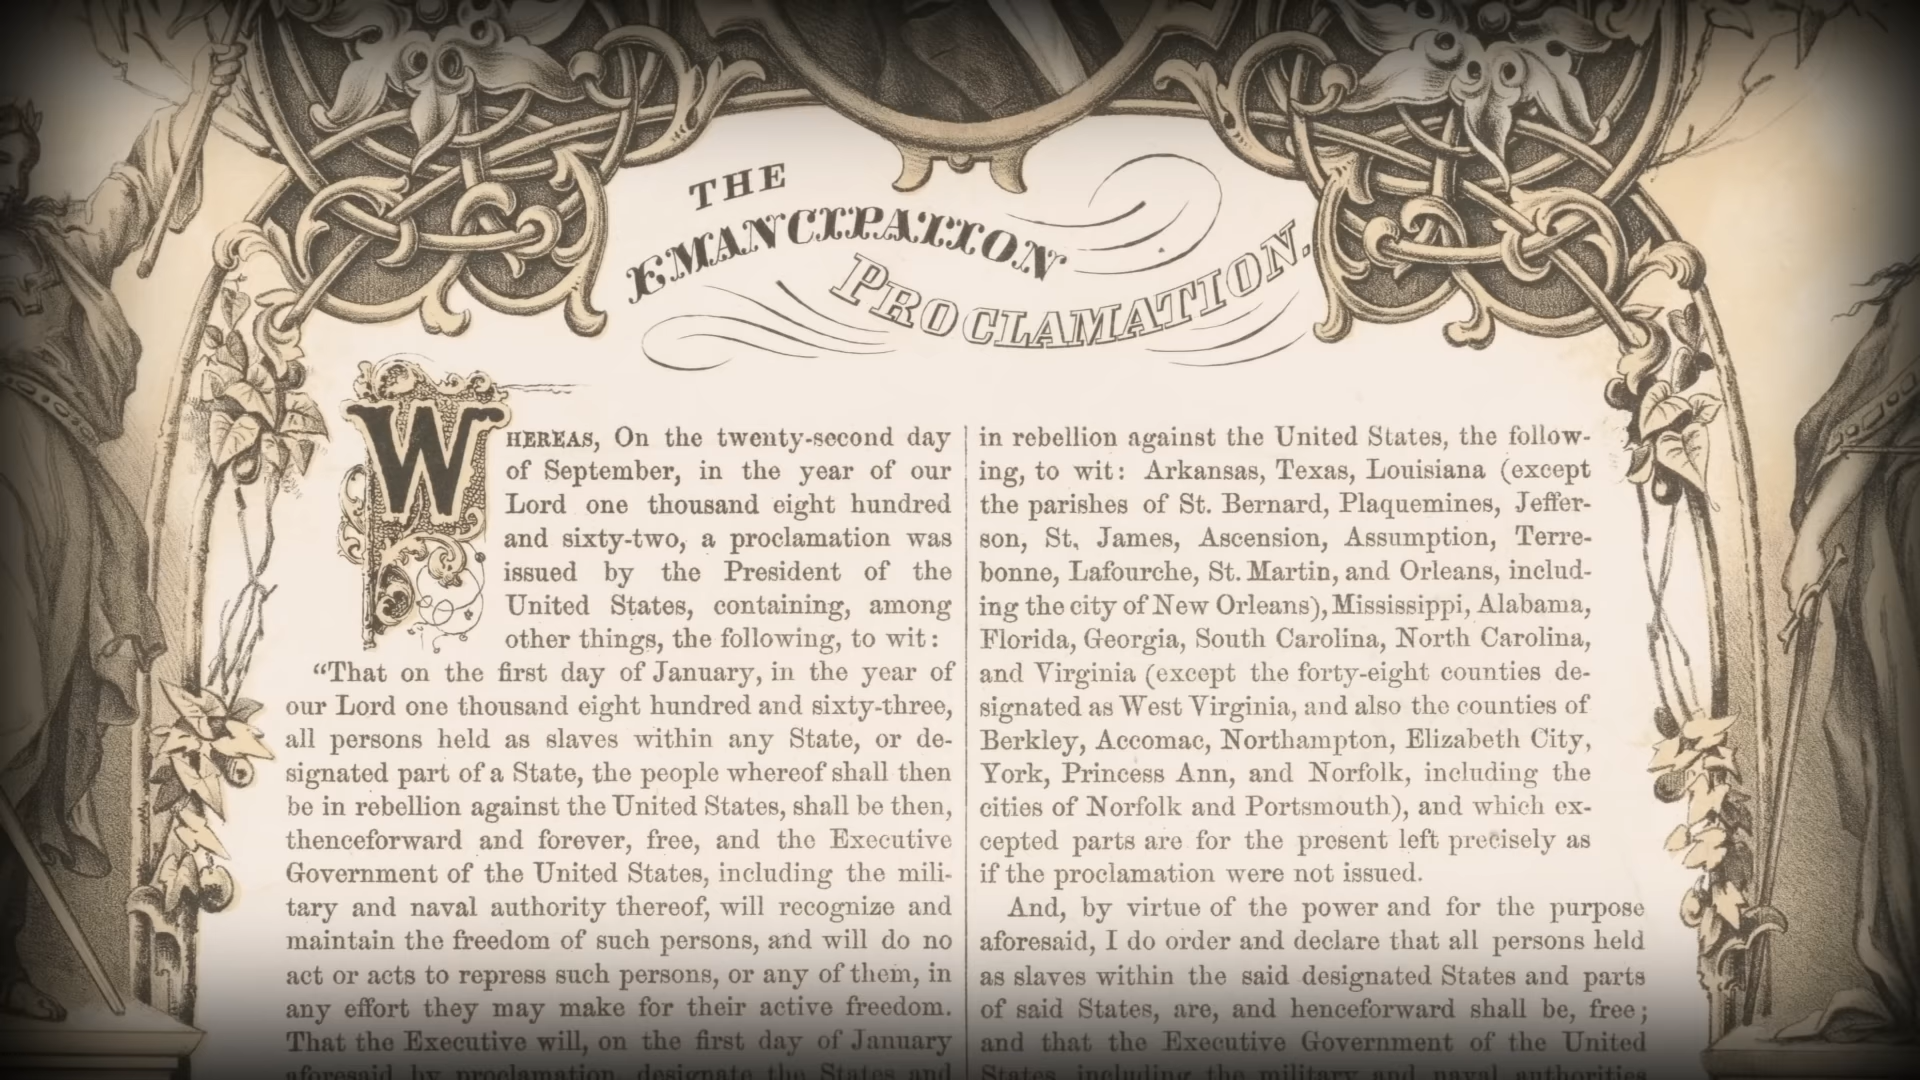 THE
EMANCIPATION
PROCLAMATION.
WHEREAS, On the twenty-second day
of September, in the year of our
Lord one thousand eight hundred
and sixty-two, a proclamation was
issued by the President of the
United States, containing, among
other things, the following, to wit:
“That on the first day of January, in the year of
our Lord one thousand eight hundred and sixty-three,
all persons held as slaves within any State, or de-
signated part of a State, the people whereof shall then
be in rebellion against the United States, shall be then,
thenceforward and forever, free, and the Executive
Government of the United States, including the mili-
tary and naval authority thereof, will recognize and
maintain the freedom of such persons, and will do no
act or acts to repress such persons, or any of them, in
any effort they may make for their active freedom.
That the Executive will, on the first day of January
aforesaid by proclamation, designate the States and
in rebellion against the United States, the follow-
ing, to wit: Arkansas, Texas, Louisiana (except
the parishes of St. Bernard, Plaquemines, Jeffer-
son, St, James, Ascension, Assumption, Terre-
bonne, Lafourche, St. Martin, and Orleans, includ-
ing the city of New Orleans), Mississippi, Alabama,
Florida, Georgia, South Carolina, North Carolina,
and Virginia (except the forty-eight counties de-
signated as West Virginia, and also the counties of
Berkley, Accomac, Northampton, Elizabeth City,
York, Princess Ann, and Norfolk, including the
cities of Norfolk and Portsmouth), and which ex-
cepted parts are for the present left precisely as
if the proclamation were not issued.
And, by virtue of the power and for the purpose
aforesaid, I do order and declare that all persons held
as slaves within the said designated States and parts
of said States, are, and henceforward shall be, free;
and that the Executive Government of the United
States, including the military and naval authorities